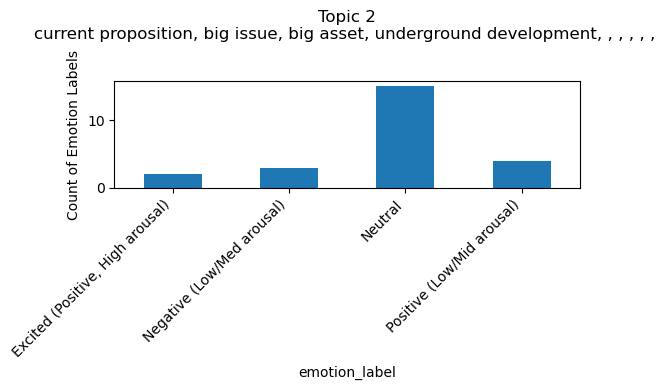 Topic 2
current proposition, big issue, big asset, underground development, , , , , ,
Count of Emotion Labels
10
0
Excited (Positive, High arousal)
Negative (Low/Med arousal)
Neutral
Positive (Low/Mid arousal)
emotion_label